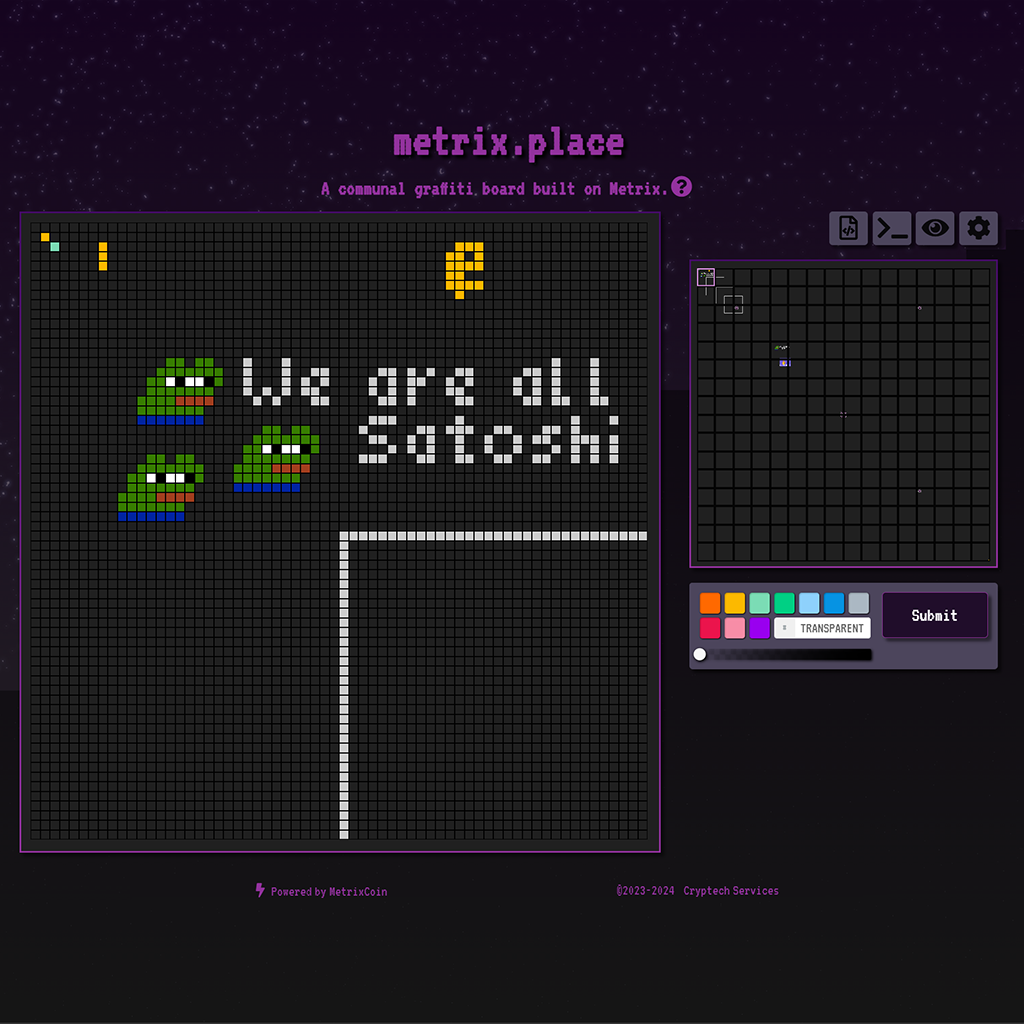 metrix.place
A communal graffiti board built on Metrix.
We are all
Satoshi
TRANSPARENT
Submit
Powered by MetrixCoin
©2023-2024 Cryptech Services